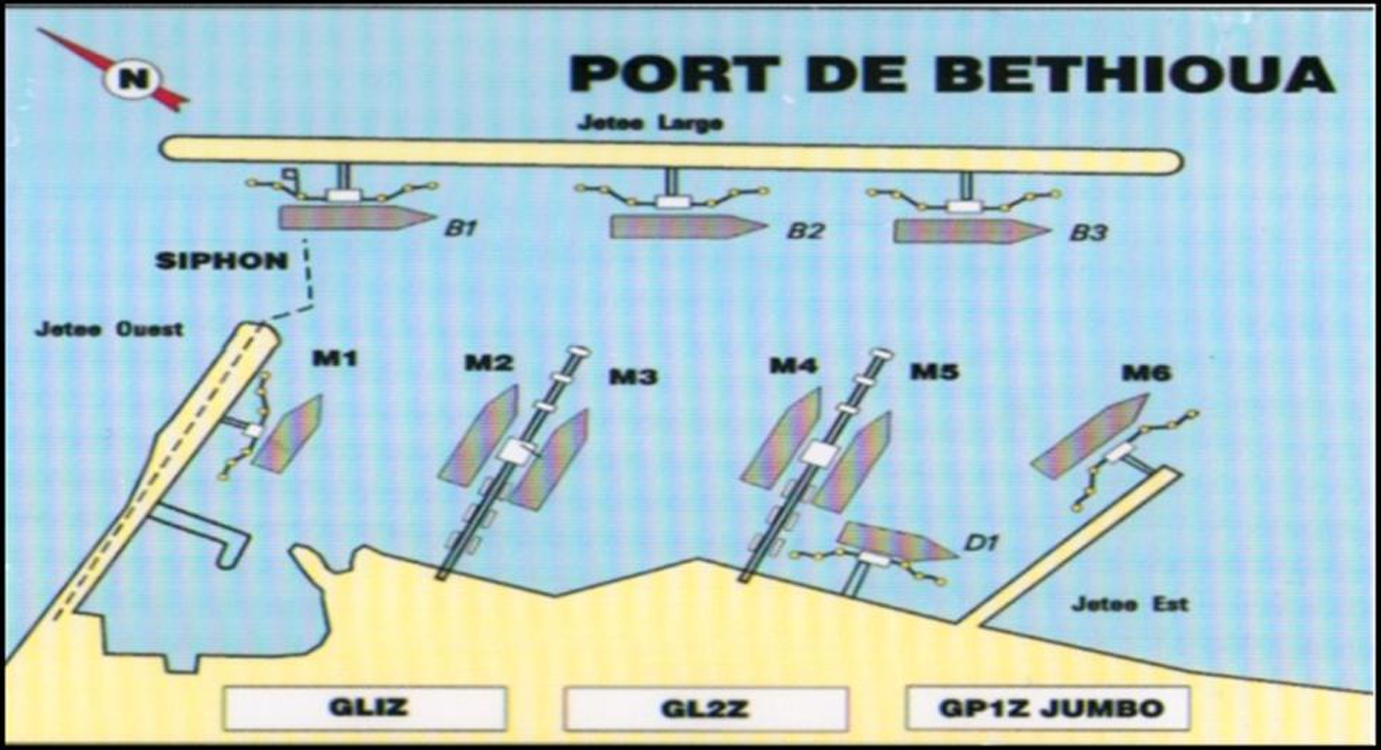 N
PORT DE BETHIOUA
Jetee Large
B1
B2
B3
SIPHON
Jetee Ouest
M1
M2
M3
M4
M5
M6
D1
Jetee Est
GLIZ
GL2Z
GP1Z JUMBO